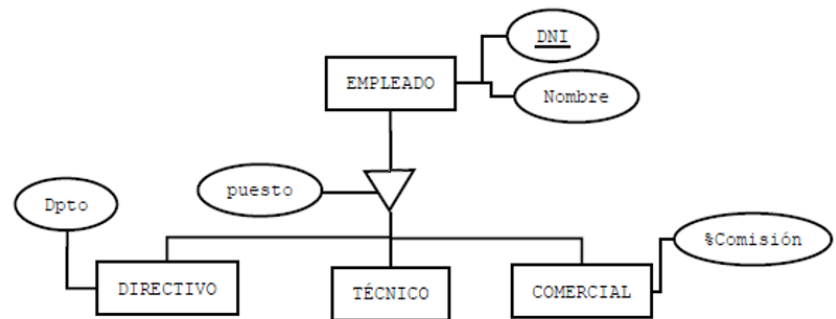 DNI
EMPLEADO
Nombre
puesto
Dpto
%Comisión
DIRECTIVO
TÉCNICO
COMERCIAL